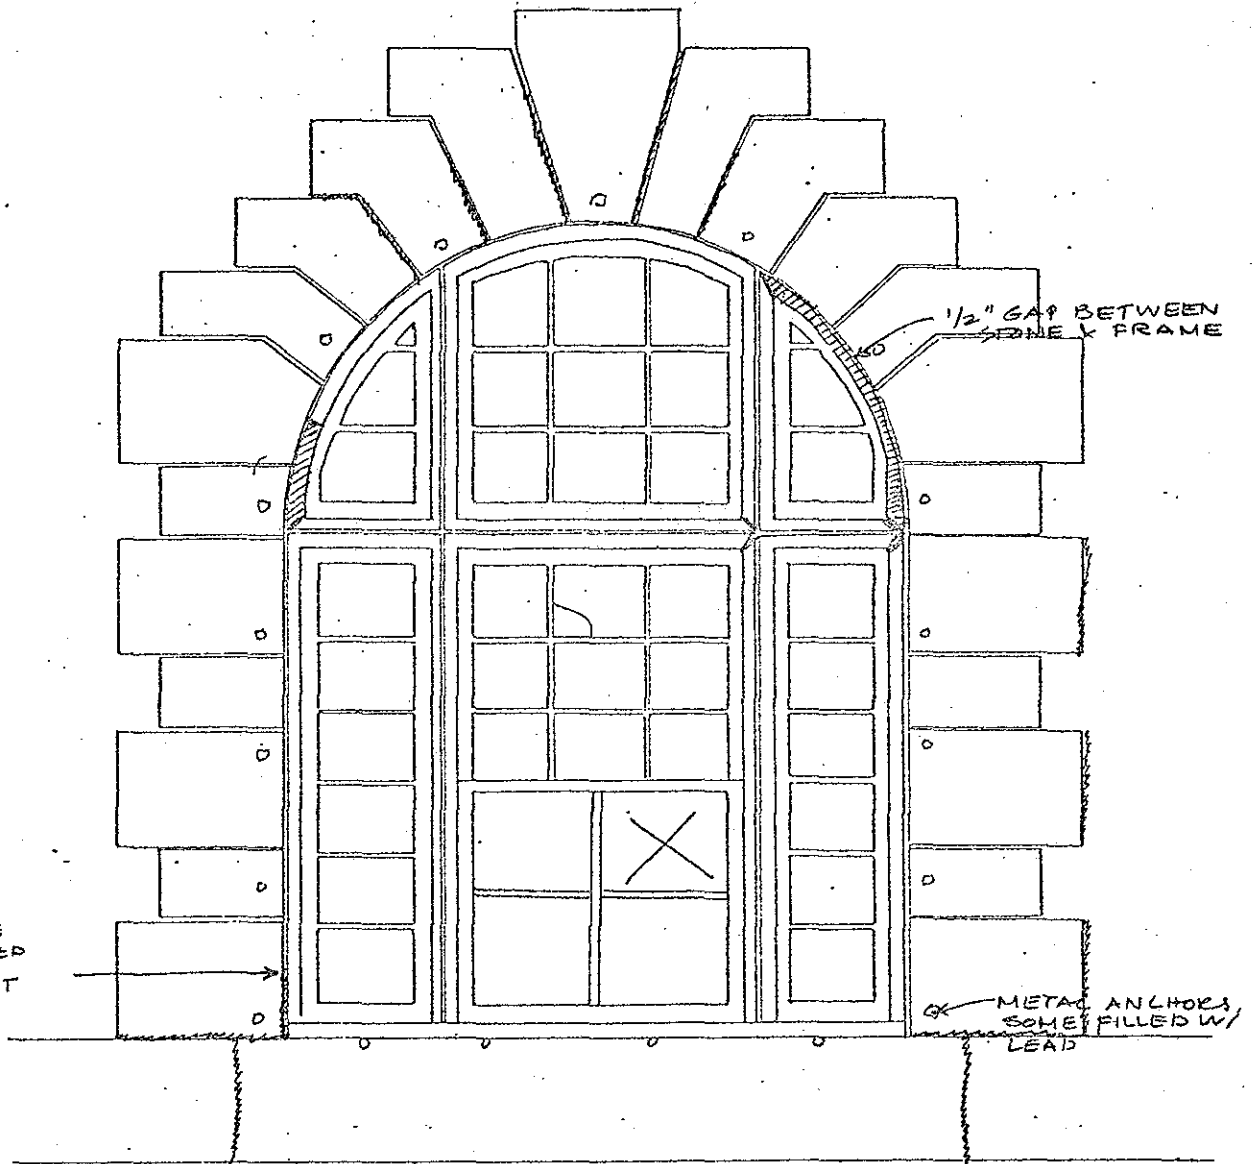 1/2" GAP BETWEEN
STONE & FRAME
METAL ANCHORS,
SOME FILLED W/
LEAD